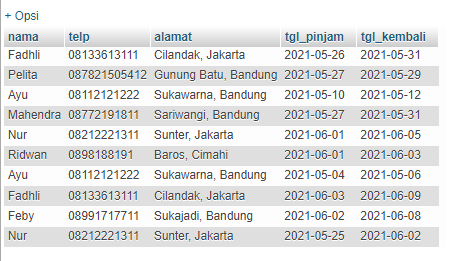 + Opsi
nama telp alamat tgl_pinjam tgl_kembali
Fadhli 08133613111 Cilandak, Jakarta 2021-05-26 2021-05-31
Pelita 087821505412 Gunung Batu, Bandung 2021-05-27 2021-05-29
Ayu 08112121222 Sukawarna, Bandung 2021-05-10 2021-05-12
Mahendra 08772191811 Sariwangi, Bandung 2021-05-27 2021-05-31
Nur 08212221311 Sunter, Jakarta 2021-06-01 2021-06-05
Ridwan 0898188191 Baros, Cimahi 2021-06-01 2021-06-03
Ayu 08112121222 Sukawarna, Bandung 2021-05-04 2021-05-06
Fadhli 08133613111 Cilandak, Jakarta 2021-06-03 2021-06-09
Feby 08991717711 Sukajadi, Bandung 2021-06-02 2021-06-08
Nur 08212221311 Sunter, Jakarta 2021-05-25 2021-06-02